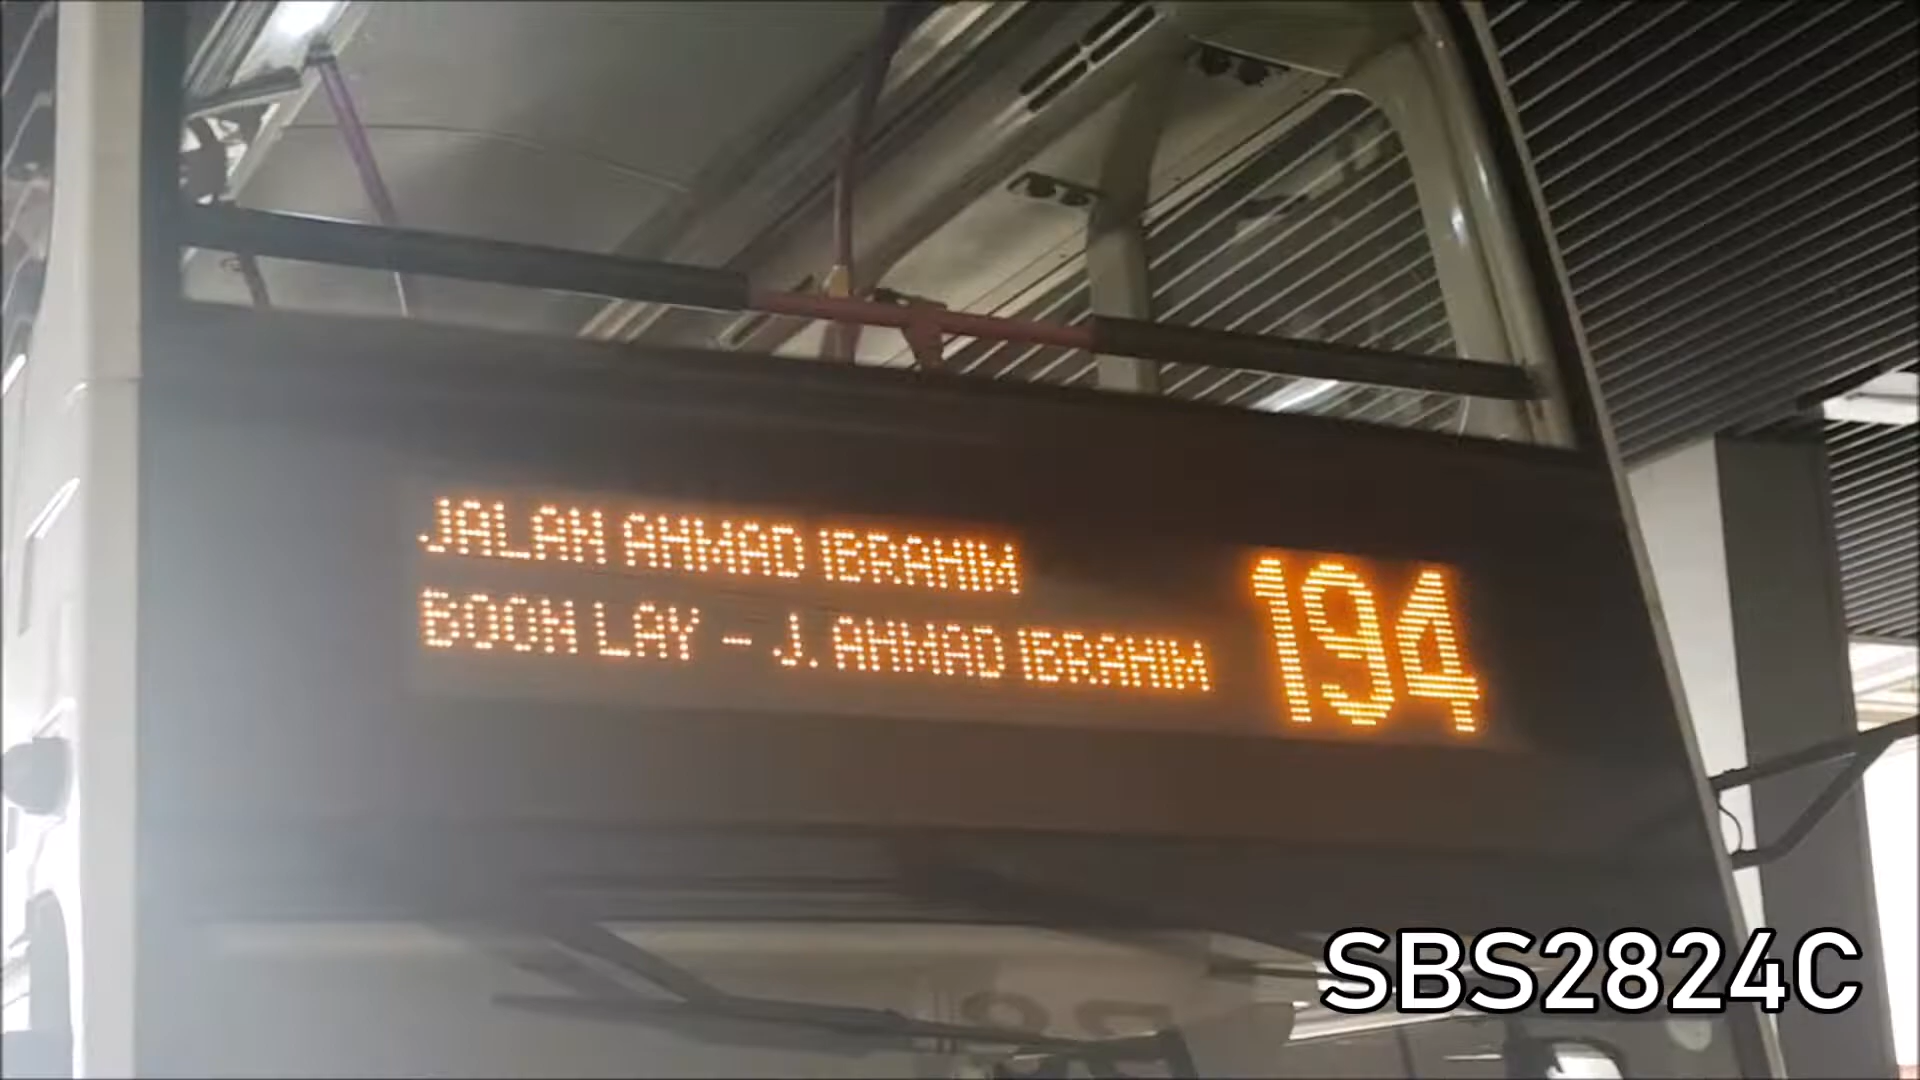 JALAN AHMAD IBRAHIM
BOON LAY - J. AHMAD IBRAHIM
194
SBS2824C